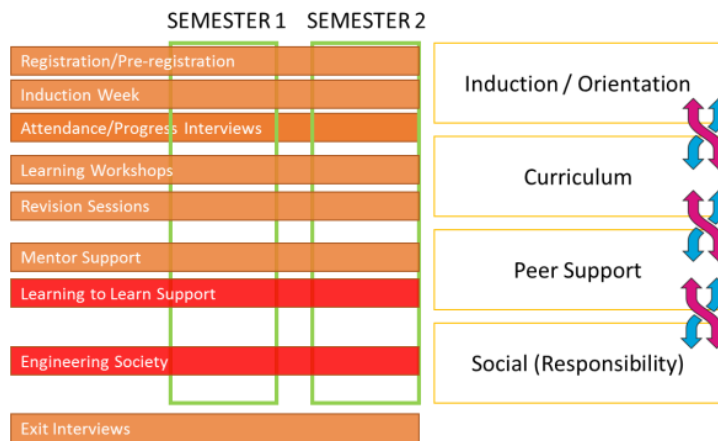 SEMESTER 1
SEMESTER 2
Registration/Pre-registration
Induction Week
Attendance/Progress Interviews
Learning Workshops
Revision Sessions
Mentor Support
Learning to Learn Support
Engineering Society
Exit Interviews
Induction / Orientation
Curriculum
Peer Support
Social (Responsibility)